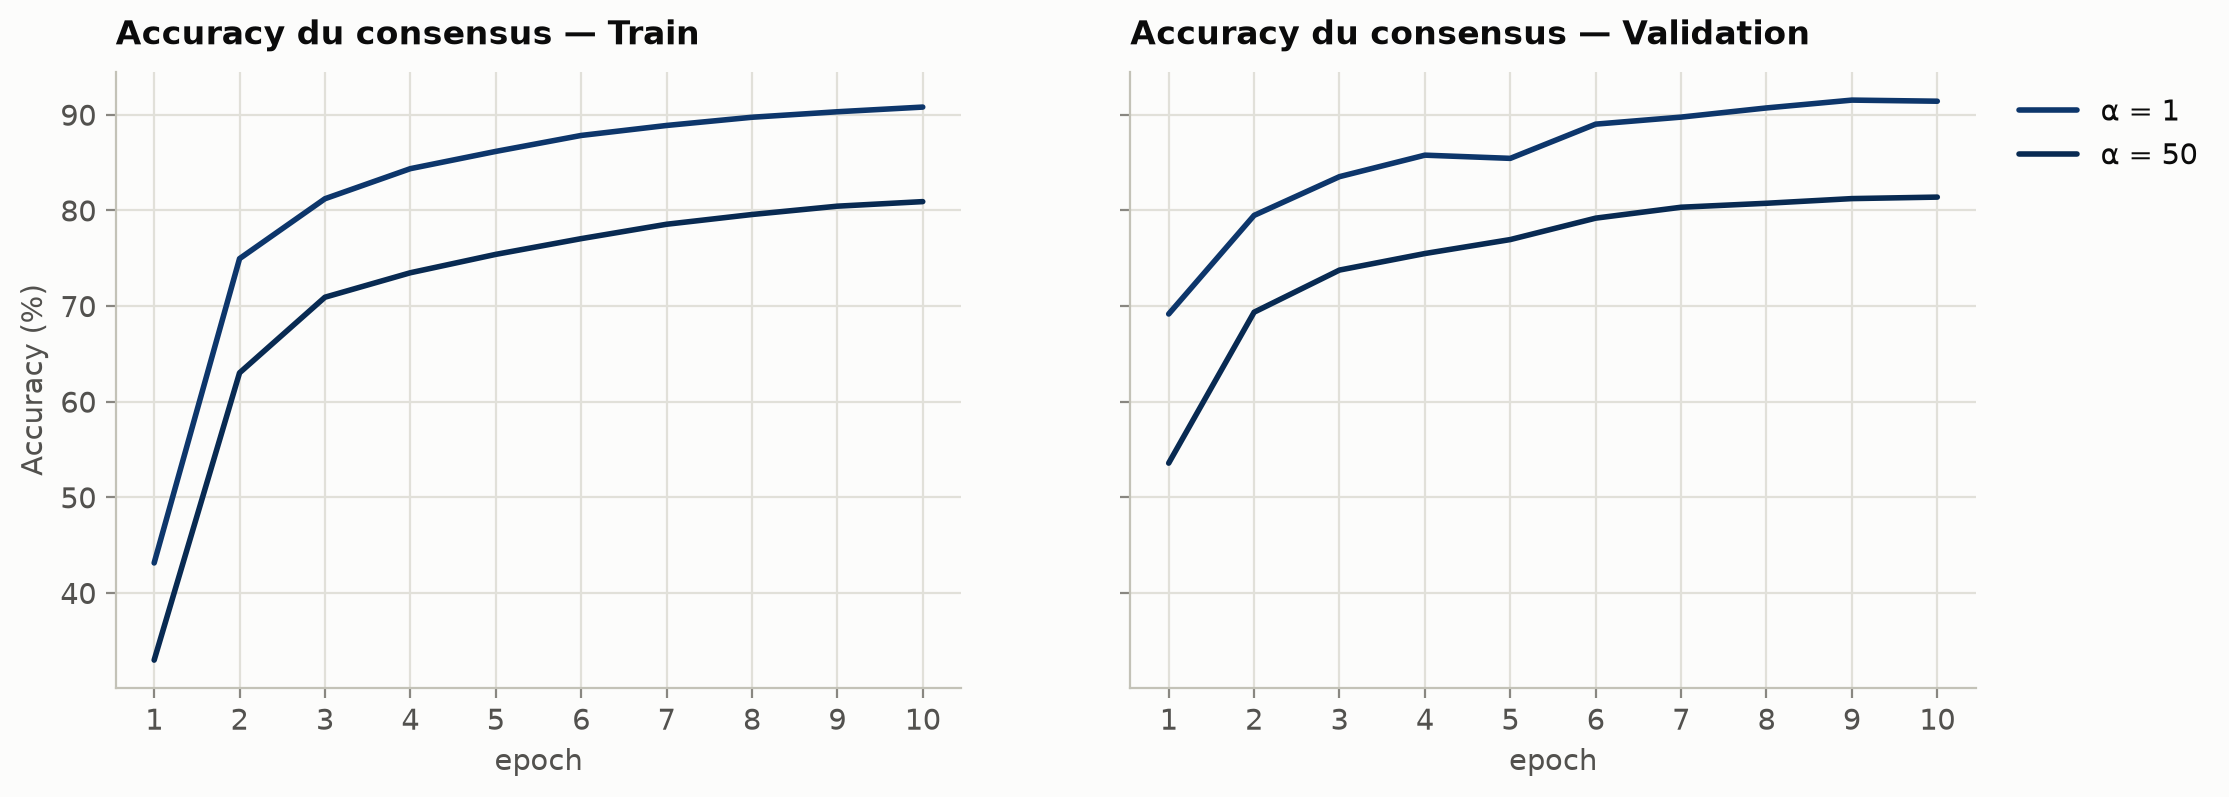 Accuracy du consensus — Train
Accuracy (%)
90
80
70
60
50
40
1 2 3 4 5 6 7 8 9 10
epoch
Accuracy du consensus — Validation
1 2 3 4 5 6 7 8 9 10
epoch
α = 1
α = 50